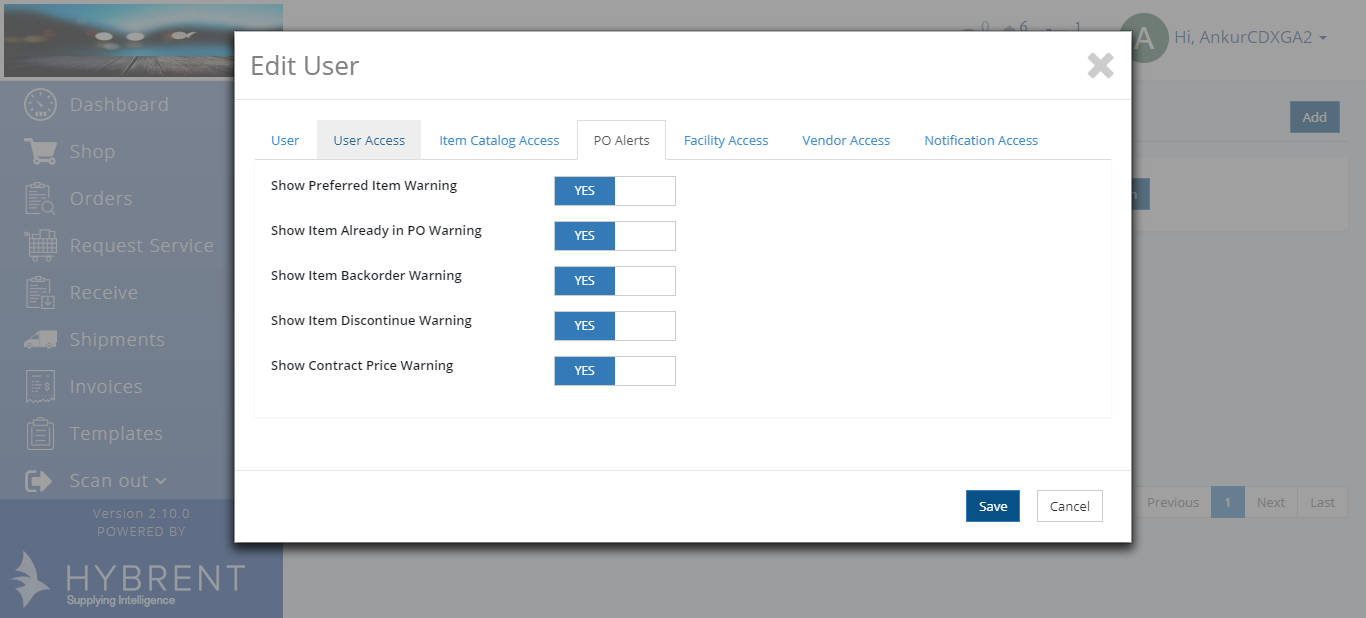 0 6 1
A Hi, AnkurCDXGA2
Dashboard
Shop
Orders
Request Service
Receive
Shipments
Invoices
Templates
Scan out
Version 2.10.0
POWERED BY
HYBRENT
Supplying Intelligence
Add
Edit User
User User Access Item Catalog Access PO Alerts Facility Access Vendor Access Notification Access
Show Preferred Item Warning YES
Show Item Already in PO Warning YES
Show Item Backorder Warning YES
Show Item Discontinue Warning YES
Show Contract Price Warning YES
Save Cancel
Previous 1 Next Last